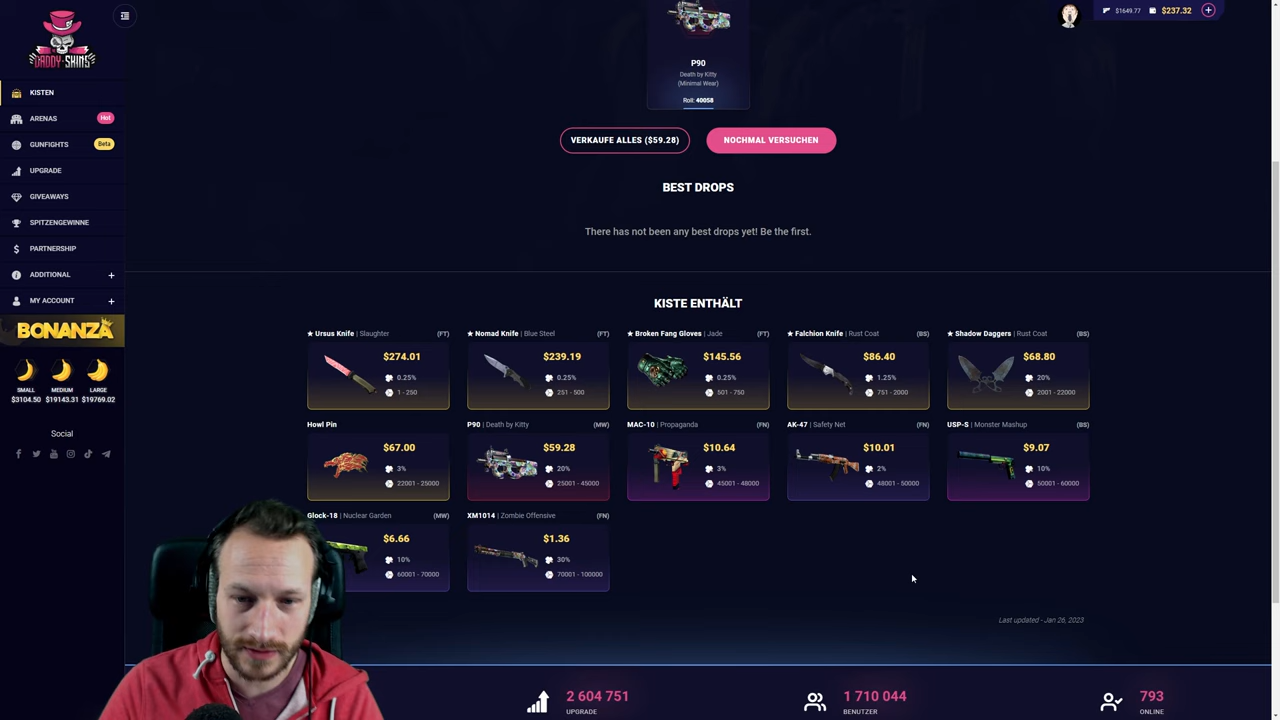 $1649.77 $237.32
DADDY-SKINS
KISTEN
ARENAS Hot
GUNFIGHTS Beta
UPGRADE
GIVEAWAYS
SPITZENGEWINNE
PARTNERSHIP
ADDITIONAL +
MY ACCOUNT +
BONANZA
SMALL MEDIUM LARGE
$3104.50 $19143.31 $19769.02
Social
P90
Death by Kitty
(Minimal Wear)
Roll: 40058
VERKAUFE ALLES ($59.28) NOCHMAL VERSUCHEN
BEST DROPS
There has not been any best drops yet! Be the first.
KISTE ENTHÄLT
★ Ursus Knife | Slaughter (FT) ★ Nomad Knife | Blue Steel (FT) ★ Broken Fang Gloves | Jade (FT) ★ Falchion Knife | Rust Coat (BS) ★ Shadow Daggers | Rust Coat (BS)
$274.01 $239.19 $145.56 $86.40 $68.80
0.25% 0.25% 0.25% 1.25% 20%
1 - 250 251 - 500 501 - 750 751 - 2000 2001 - 22000
Howl Pin P90 | Death by Kitty (MW) MAC-10 | Propaganda (FN) AK-47 | Safety Net (FN) USP-S | Monster Mashup (BS)
$67.00 $59.28 $10.64 $10.01 $9.07
3% 20% 3% 2% 10%
22001 - 25000 25001 - 45000 45001 - 48000 48001 - 50000 50001 - 60000
Glock-18 | Nuclear Garden (MW) XM1014 | Zombie Offensive (FN)
$6.66 $1.36
10% 30%
60001 - 70000 70001 - 100000
Last updated - Jan 26, 2023
2 604 751 1 710 044 793
UPGRADE BENUTZER ONLINE